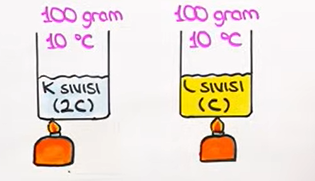 100 gram
10 °C
K SIVISI
(2C)
100 gram
10 °C
L SIVISI
(C)